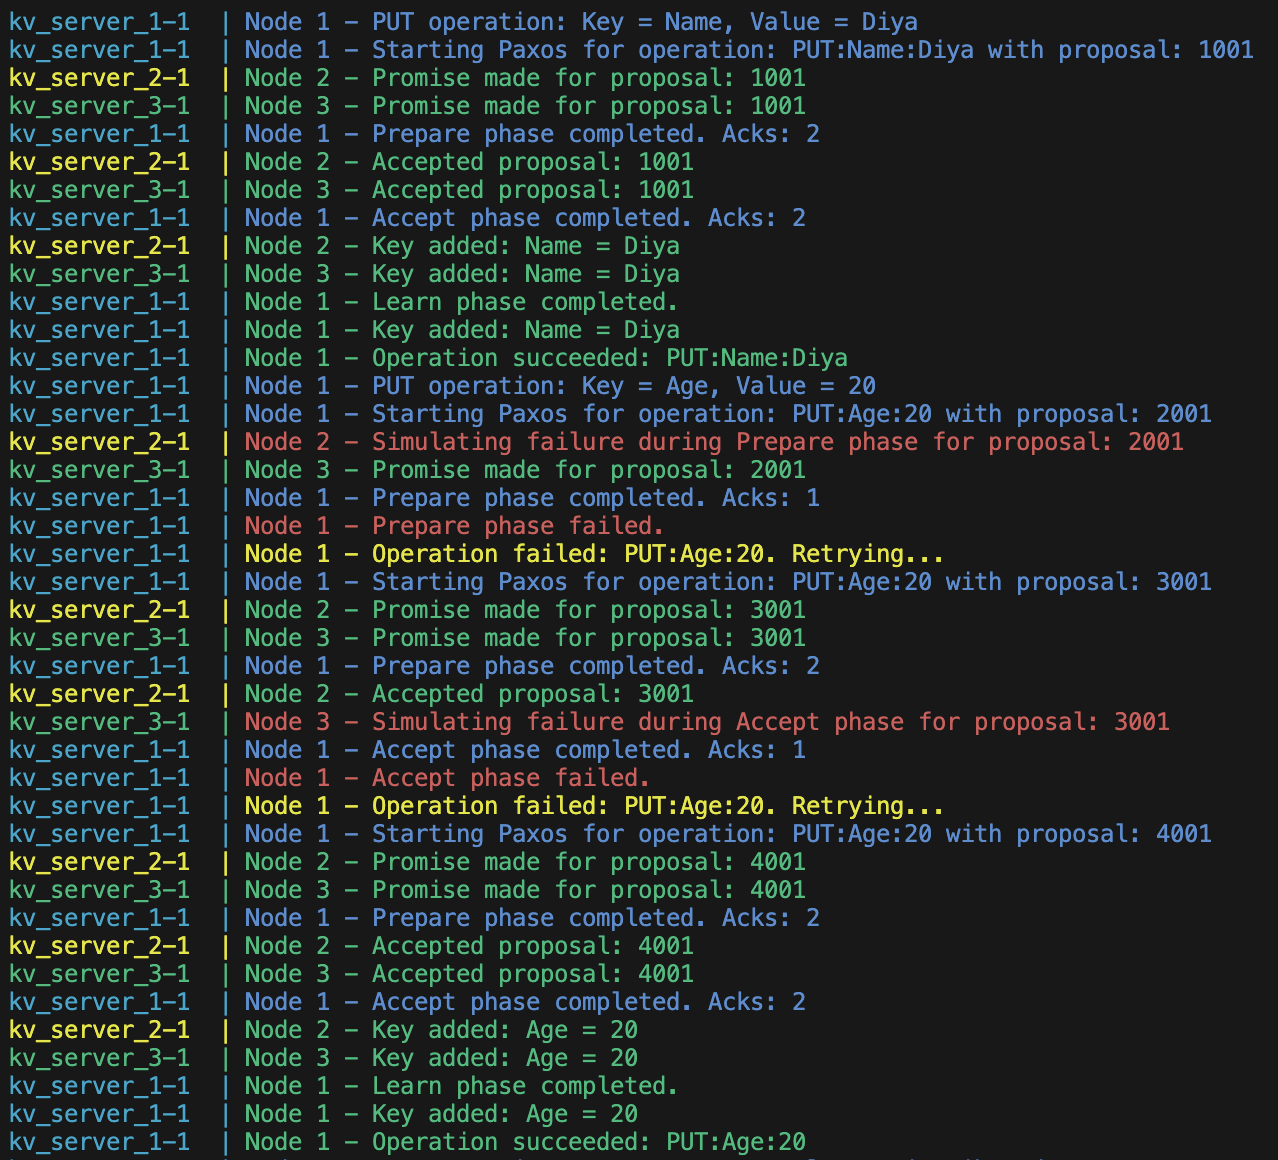 kv_server_1-1  | Node 1 - PUT operation: Key = Name, Value = Diya
kv_server_1-1  | Node 1 - Starting Paxos for operation: PUT:Name:Diya with proposal: 1001
kv_server_2-1  | Node 2 - Promise made for proposal: 1001
kv_server_3-1  | Node 3 - Promise made for proposal: 1001
kv_server_1-1  | Node 1 - Prepare phase completed. Acks: 2
kv_server_2-1  | Node 2 - Accepted proposal: 1001
kv_server_3-1  | Node 3 - Accepted proposal: 1001
kv_server_1-1  | Node 1 - Accept phase completed. Acks: 2
kv_server_2-1  | Node 2 - Key added: Name = Diya
kv_server_3-1  | Node 3 - Key added: Name = Diya
kv_server_1-1  | Node 1 - Learn phase completed.
kv_server_1-1  | Node 1 - Key added: Name = Diya
kv_server_1-1  | Node 1 - Operation succeeded: PUT:Name:Diya
kv_server_1-1  | Node 1 - PUT operation: Key = Age, Value = 20
kv_server_1-1  | Node 1 - Starting Paxos for operation: PUT:Age:20 with proposal: 2001
kv_server_2-1  | Node 2 - Simulating failure during Prepare phase for proposal: 2001
kv_server_3-1  | Node 3 - Promise made for proposal: 2001
kv_server_1-1  | Node 1 - Prepare phase completed. Acks: 1
kv_server_1-1  | Node 1 - Prepare phase failed.
kv_server_1-1  | Node 1 - Operation failed: PUT:Age:20. Retrying...
kv_server_1-1  | Node 1 - Starting Paxos for operation: PUT:Age:20 with proposal: 3001
kv_server_2-1  | Node 2 - Promise made for proposal: 3001
kv_server_3-1  | Node 3 - Promise made for proposal: 3001
kv_server_1-1  | Node 1 - Prepare phase completed. Acks: 2
kv_server_2-1  | Node 2 - Accepted proposal: 3001
kv_server_3-1  | Node 3 - Simulating failure during Accept phase for proposal: 3001
kv_server_1-1  | Node 1 - Accept phase completed. Acks: 1
kv_server_1-1  | Node 1 - Accept phase failed.
kv_server_1-1  | Node 1 - Operation failed: PUT:Age:20. Retrying...
kv_server_1-1  | Node 1 - Starting Paxos for operation: PUT:Age:20 with proposal: 4001
kv_server_2-1  | Node 2 - Promise made for proposal: 4001
kv_server_3-1  | Node 3 - Promise made for proposal: 4001
kv_server_1-1  | Node 1 - Prepare phase completed. Acks: 2
kv_server_2-1  | Node 2 - Accepted proposal: 4001
kv_server_3-1  | Node 3 - Accepted proposal: 4001
kv_server_1-1  | Node 1 - Accept phase completed. Acks: 2
kv_server_2-1  | Node 2 - Key added: Age = 20
kv_server_3-1  | Node 3 - Key added: Age = 20
kv_server_1-1  | Node 1 - Learn phase completed.
kv_server_1-1  | Node 1 - Key added: Age = 20
kv_server_1-1  | Node 1 - Operation succeeded: PUT:Age:20